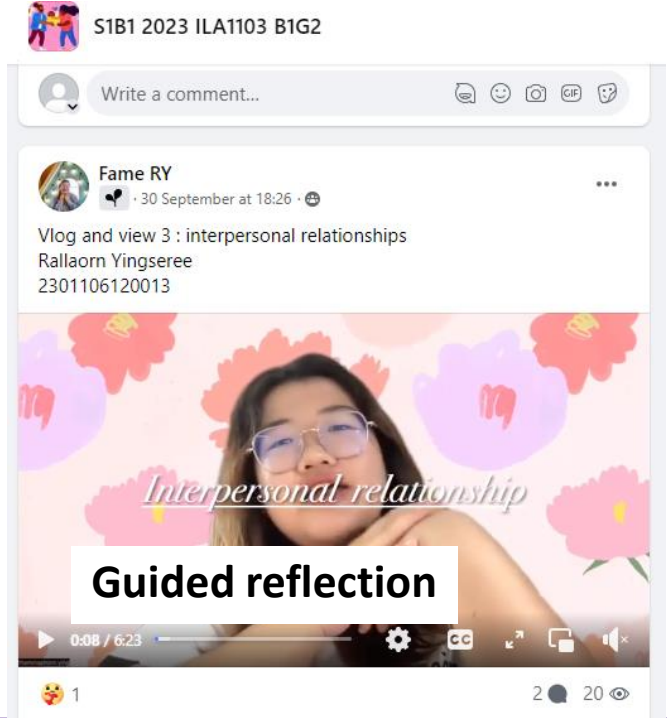 S1B1 2023 ILA1103 B1G2
Write a comment...
GIF
Fame RY
· 30 September at 18:26 ·
Vlog and view 3 : interpersonal relationships
Rallaorn Yingseree
2301106120013
Interpersonal relationship
Guided reflection
0:08 / 6:23
CC
1
2 20